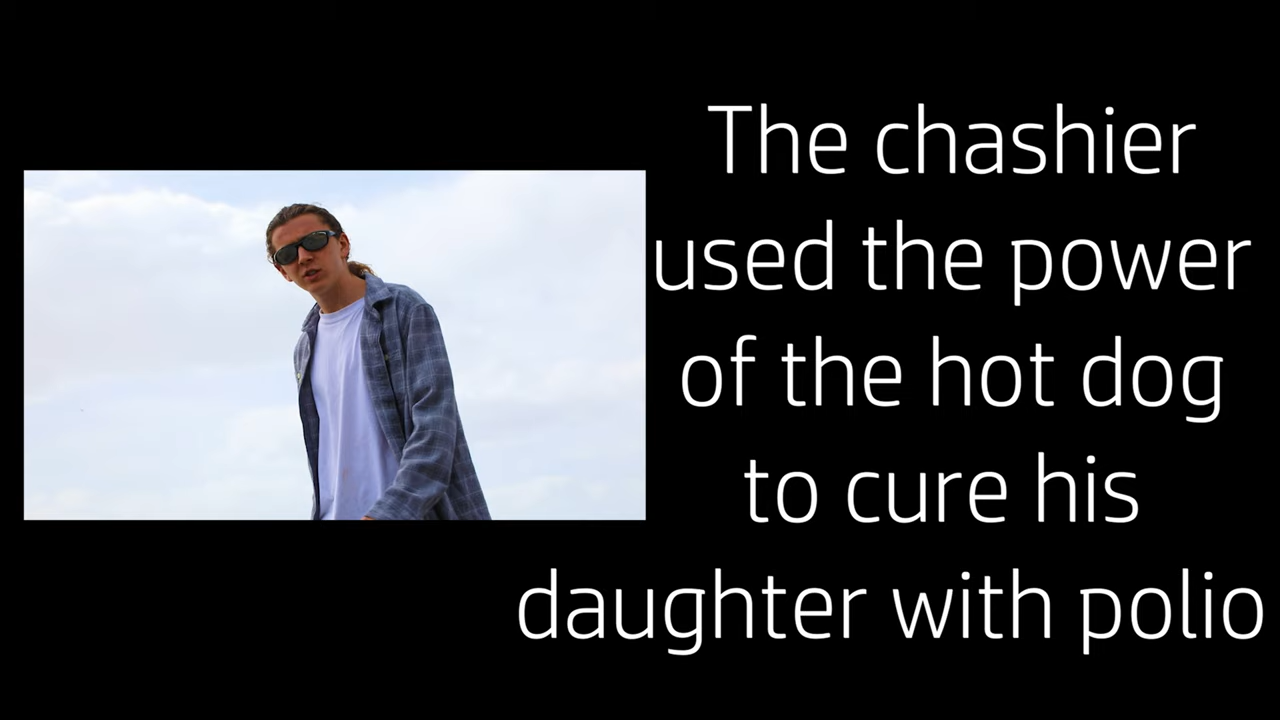 The chashier
used the power
of the hot dog
to cure his
daughter with polio